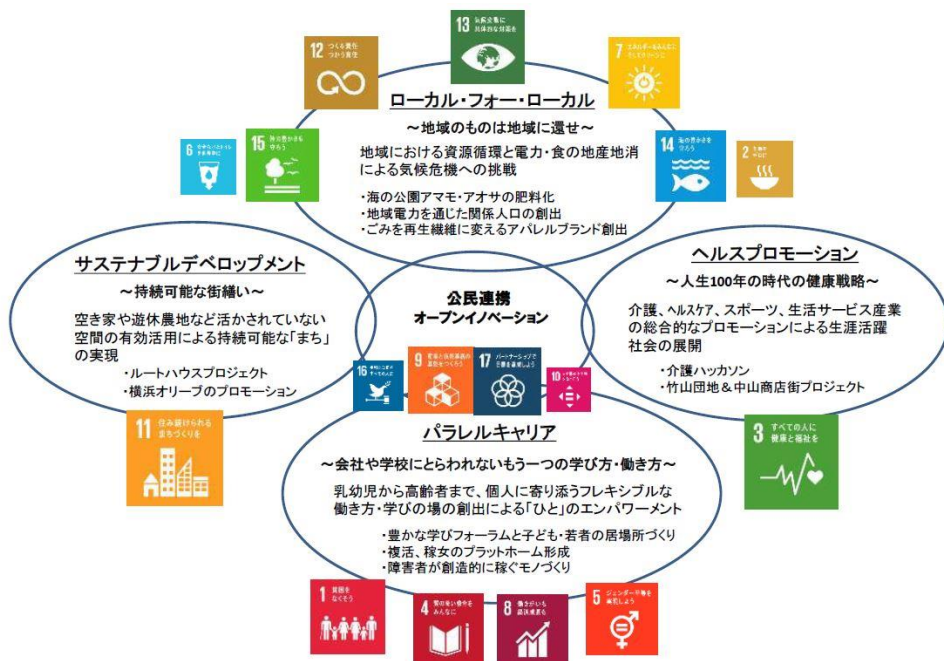 13 気候変動に
具体的な対策を
12 つくる責任
つかう責任
7 エネルギーをみんなに
そしてクリーンに
ローカル・フォー・ローカル
～地域のものは地域に還せ～
地域における資源循環と電力・食の地産地消
による気候危機への挑戦
・海の公園アマモ・アオサの肥料化
・地域電力を通じた関係人口の創出
・ごみを再生繊維に変えるアパレルブランド創出
6
15 陸の豊かさも
守ろう
14 海の豊かさを
守ろう
2
サステナブルデベロップメント
～持続可能な街繕い～
空き家や遊休農地など活かされていない
空間の有効活用による持続可能な「まち」
の実現
・ルートハウスプロジェクト
・横浜オリーブのプロモーション
11 住み続けられる
まちづくりを
公民連携
オープンイノベーション
16
9 産業と技術革新の
基盤をつくろう
17 パートナーシップで
目標を達成しよう
10
ヘルスプロモーション
～人生100年の時代の健康戦略～
介護、ヘルスケア、スポーツ、生活サービス産業
の総合的なプロモーションによる生涯活躍
社会の展開
・介護ハッカソン
・竹山団地＆中山商店街プロジェクト
3 すべての人に
健康と福祉を
パラレルキャリア
～会社や学校にとらわれないもう一つの学び方・働き方～
乳幼児から高齢者まで、個人に寄り添うフレキシブルな
働き方・学びの場の創出による「ひと」のエンパワーメント
・豊かな学びフォーラムと子ども・若者の居場所づくり
・複活、稼女のプラットホーム形成
・障害者が創造的に稼ぐモノづくり
1 貧困を
なくそう
4 質の高い教育を
みんなに
8 働きがいも
経済成長も
5 ジェンダー平等を
実現しよう